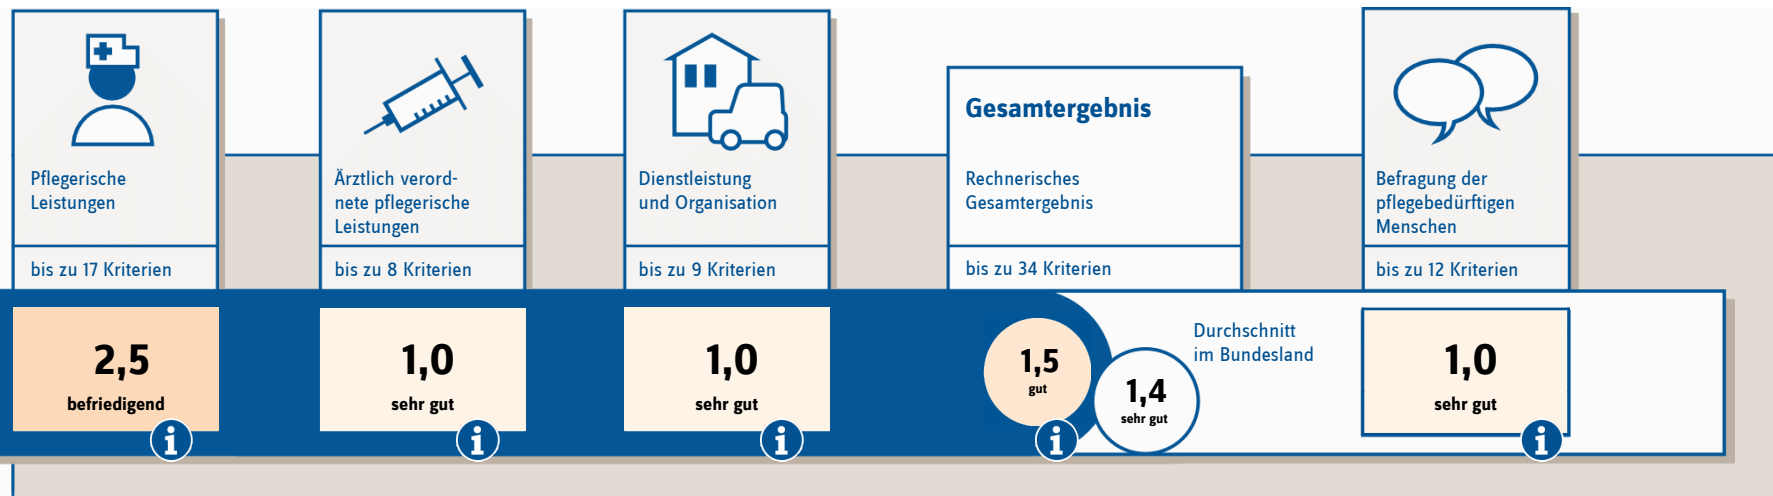 Pflegerische
Leistungen
bis zu 17 Kriterien
2,5
befriedigend
i
Ärztlich verord-
nete pflegerische
Leistungen
bis zu 8 Kriterien
1,0
sehr gut
i
Dienstleistung
und Organisation
bis zu 9 Kriterien
1,0
sehr gut
i
Gesamtergebnis
Rechnerisches
Gesamtergebnis
bis zu 34 Kriterien
1,5
gut
i
Durchschnitt
im Bundesland
1,4
sehr gut
Befragung der
pflegebedürftigen
Menschen
bis zu 12 Kriterien
1,0
sehr gut
i